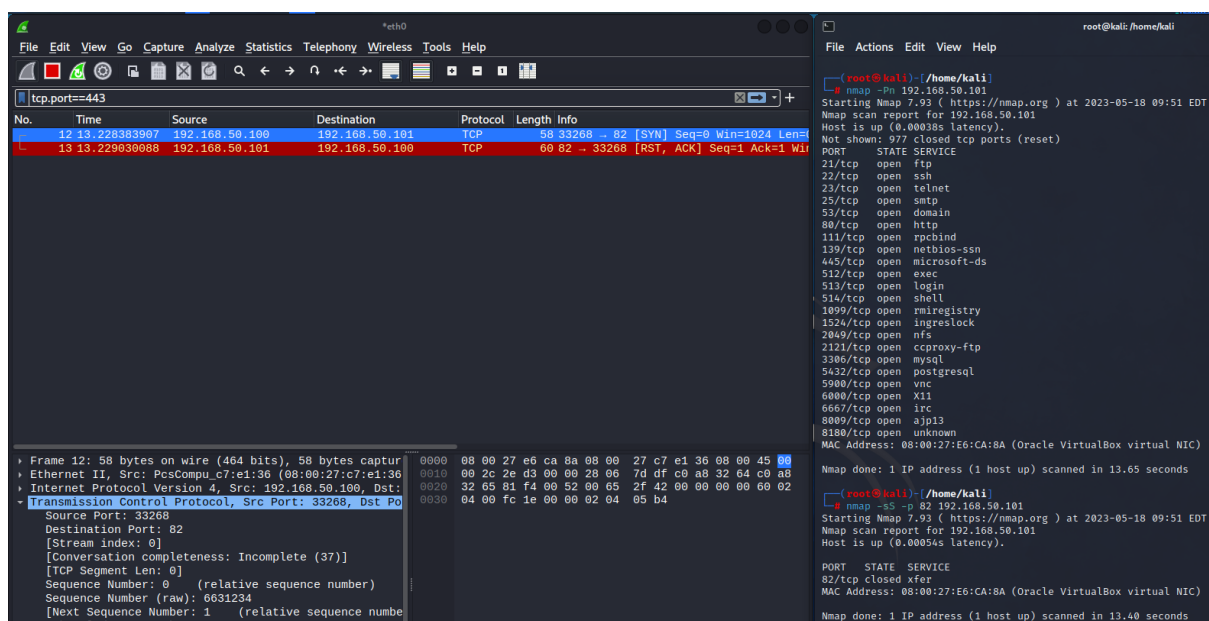 *eth0
File Edit View Go Capture Analyze Statistics Telephony Wireless Tools Help
tcp.port==443
No. Time Source Destination Protocol Length Info
12 13.228383907 192.168.50.100 192.168.50.101 TCP 58 33268 → 82 [SYN] Seq=0 Win=1024 Len=
13 13.229030088 192.168.50.101 192.168.50.100 TCP 60 82 → 33268 [RST, ACK] Seq=1 Ack=1 Wi
Frame 12: 58 bytes on wire (464 bits), 58 bytes captur
Ethernet II, Src: PcsCompu_c7:e1:36 (08:00:27:c7:e1:36
Internet Protocol Version 4, Src: 192.168.50.100, Dst:
Transmission Control Protocol, Src Port: 33268, Dst Po
Source Port: 33268
Destination Port: 82
[Stream index: 0]
[Conversation completeness: Incomplete (37)]
[TCP Segment Len: 0]
Sequence Number: 0 (relative sequence number)
Sequence Number (raw): 6631234
[Next Sequence Number: 1 (relative sequence numbe
0000 08 00 27 e6 ca 8a 08 00 27 c7 e1 36 08 00 45 00
0010 00 2c 2e d3 00 00 28 06 7d df c0 a8 32 64 c0 a8
0020 32 65 81 f4 00 52 00 65 2f 42 00 00 00 00 60 02
0030 04 00 fc 1e 00 00 02 04 05 b4
root@kali: /home/kali
File Actions Edit View Help
(root@kali)-[/home/kali]
# nmap -Pn 192.168.50.101
Starting Nmap 7.93 ( https://nmap.org ) at 2023-05-18 09:51 EDT
Nmap scan report for 192.168.50.101
Host is up (0.00038s latency).
Not shown: 977 closed tcp ports (reset)
PORT STATE SERVICE
21/tcp open ftp
22/tcp open ssh
23/tcp open telnet
25/tcp open smtp
53/tcp open domain
80/tcp open http
111/tcp open rpcbind
139/tcp open netbios-ssn
445/tcp open microsoft-ds
512/tcp open exec
513/tcp open login
514/tcp open shell
1099/tcp open rmiregistry
1524/tcp open ingreslock
2049/tcp open nfs
2121/tcp open ccproxy-ftp
3306/tcp open mysql
5432/tcp open postgresql
5900/tcp open vnc
6000/tcp open X11
6667/tcp open irc
8009/tcp open ajp13
8180/tcp open unknown
MAC Address: 08:00:27:E6:CA:8A (Oracle VirtualBox virtual NIC)
Nmap done: 1 IP address (1 host up) scanned in 13.65 seconds
(root@kali)-[/home/kali]
# nmap -sS -p 82 192.168.50.101
Starting Nmap 7.93 ( https://nmap.org ) at 2023-05-18 09:51 EDT
Nmap scan report for 192.168.50.101
Host is up (0.00054s latency).
PORT STATE SERVICE
82/tcp closed xfer
MAC Address: 08:00:27:E6:CA:8A (Oracle VirtualBox virtual NIC)
Nmap done: 1 IP address (1 host up) scanned in 13.40 seconds